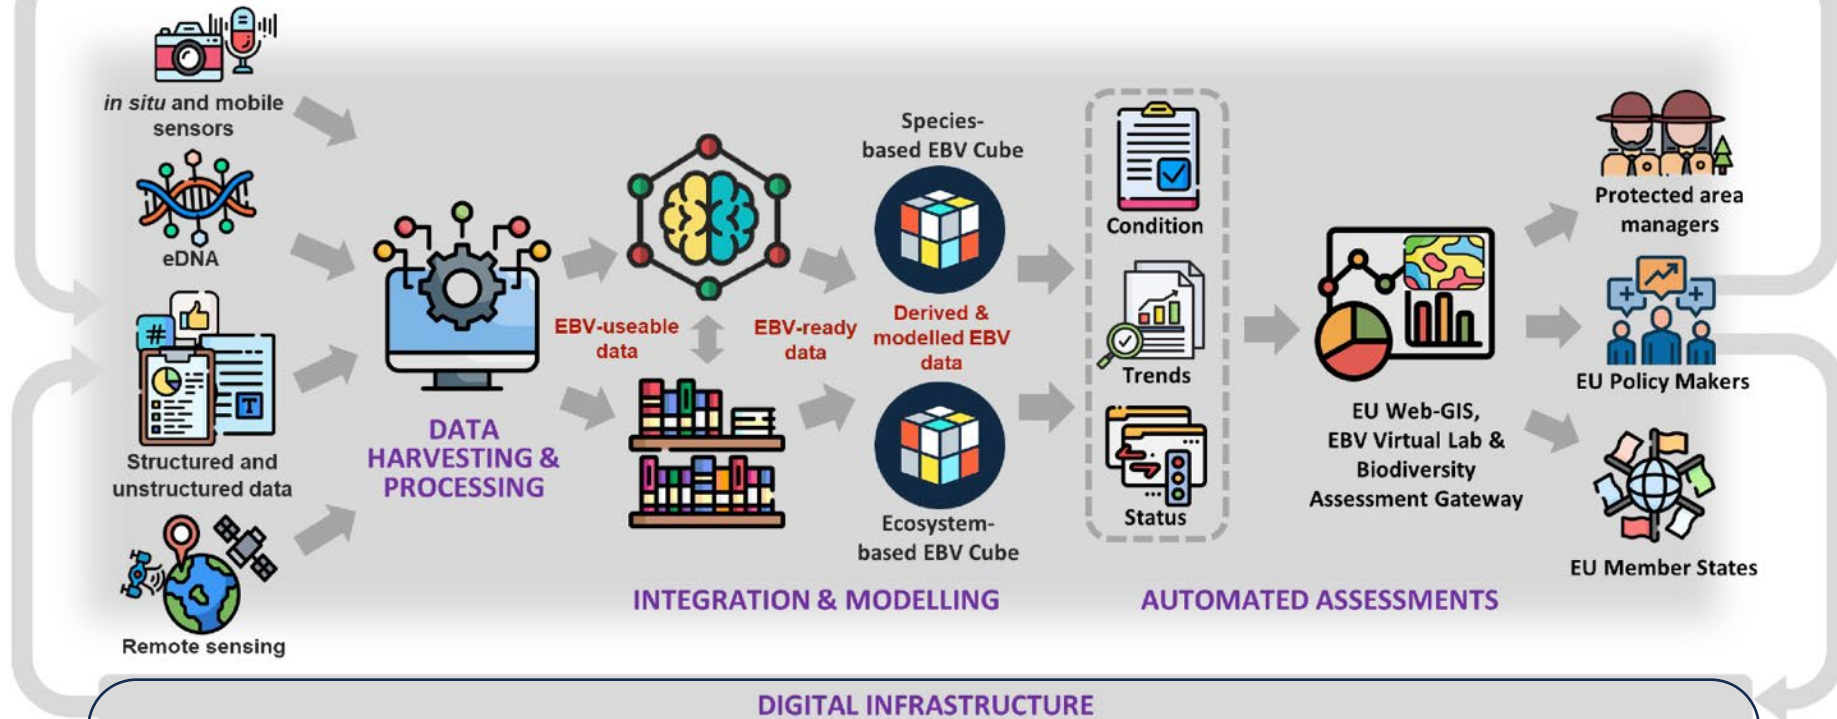 in situ and mobile
sensors
eDNA
#
T
Structured and
unstructured data
Remote sensing
DATA
HARVESTING &
PROCESSING
EBV-useable
data
EBV-ready
data
Species-
based EBV Cube
Derived &
modelled EBV
data
Ecosystem-
based EBV Cube
INTEGRATION & MODELLING
Condition
Trends
Status
AUTOMATED ASSESSMENTS
EU Web-GIS,
EBV Virtual Lab &
Biodiversity
Assessment Gateway
Protected area
managers
EU Policy Makers
EU Member States
DIGITAL INFRASTRUCTURE